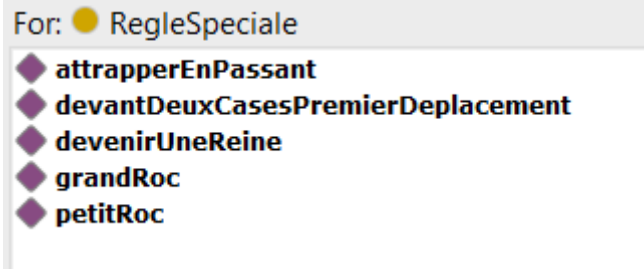 For: RegleSpeciale
attrapperEnPassant
devantDeuxCasesPremierDeplacement
devenirUneReine
grandRoc
petitRoc